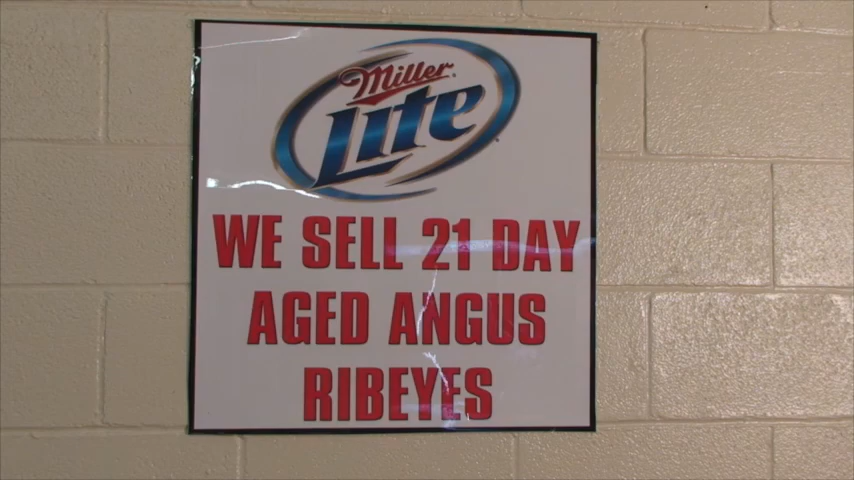 Miller
Lite
WE SELL 21 DAY
AGED ANGUS
RIBEYES